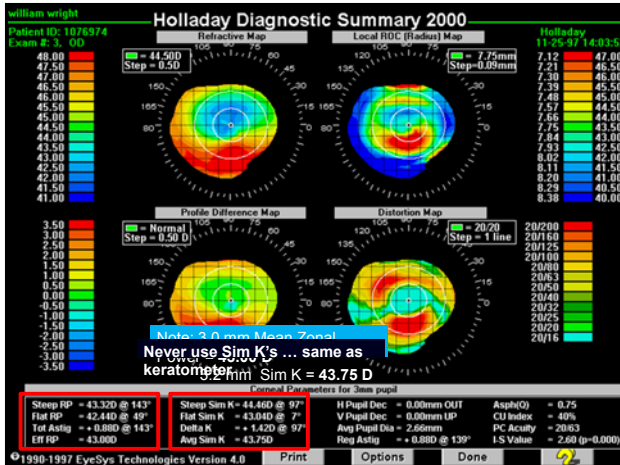 william wright
Holladay Diagnostic Summary 2000
Patient ID: 1076974
Exam #: 3, OD
Holladay
11-25-97 14:03:5
Refractive Map
Local ROC (Radius) Map
= 44.50D
Step = 0.5D
= 7.75mm
Step=0.09mm
48.00
47.50
47.00
46.50
46.00
45.50
45.00
44.50
44.00
43.50
43.00
42.50
42.00
41.50
41.00
105 90 75
7.12 47.00
7.21 46.50
7.30 46.00
7.39 45.50
7.48 45.00
7.57 44.50
7.66 44.00
7.75 43.50
7.84 43.00
7.93 42.50
8.02 42.00
8.11 41.50
8.20 41.00
8.29 40.50
8.38 40.00
Profile Difference Map
Distortion Map
= Normal
Step = 0.50 D
= 20/20
Step = 1 line
3.50
3.00
2.50
2.00
1.50
1.00
0.50
0.00
-0.50
-1.00
-1.50
-2.00
-2.50
-3.00
-3.50
20/200
20/160
20/125
20/100
20/80
20/63
20/50
20/40
20/32
20/25
20/20
20/16
Note: 3.0 mm Mean Zonal
Never use Sim K's … same as
keratometer
3.2 mm Sim K = 43.75 D
Corneal Parameters for 3mm pupil
Steep RP = 43.32D @ 143°
Flat RP = 42.44D @ 49°
Tot Astig = + 0.88D @ 143°
Eff RP = 43.00D
Steep Sim K = 44.46D @ 97°
Flat Sim K = 43.04D @ 7°
Delta K = + 1.42D @ 97°
Avg Sim K = 43.75D
H Pupil Dec = 0.00mm OUT
V Pupil Dec = 0.00mm UP
Avg Pupil Dia = 2.66mm
Reg Astig = + 0.88D @ 139°
Asph(Q) = 0.75
CU Index = 40%
PC Acuity = 20/63
I-S Value = 2.60 (p=0.000)
1990-1997 EyeSys Technologies Version 4.0
Print
Options
Done